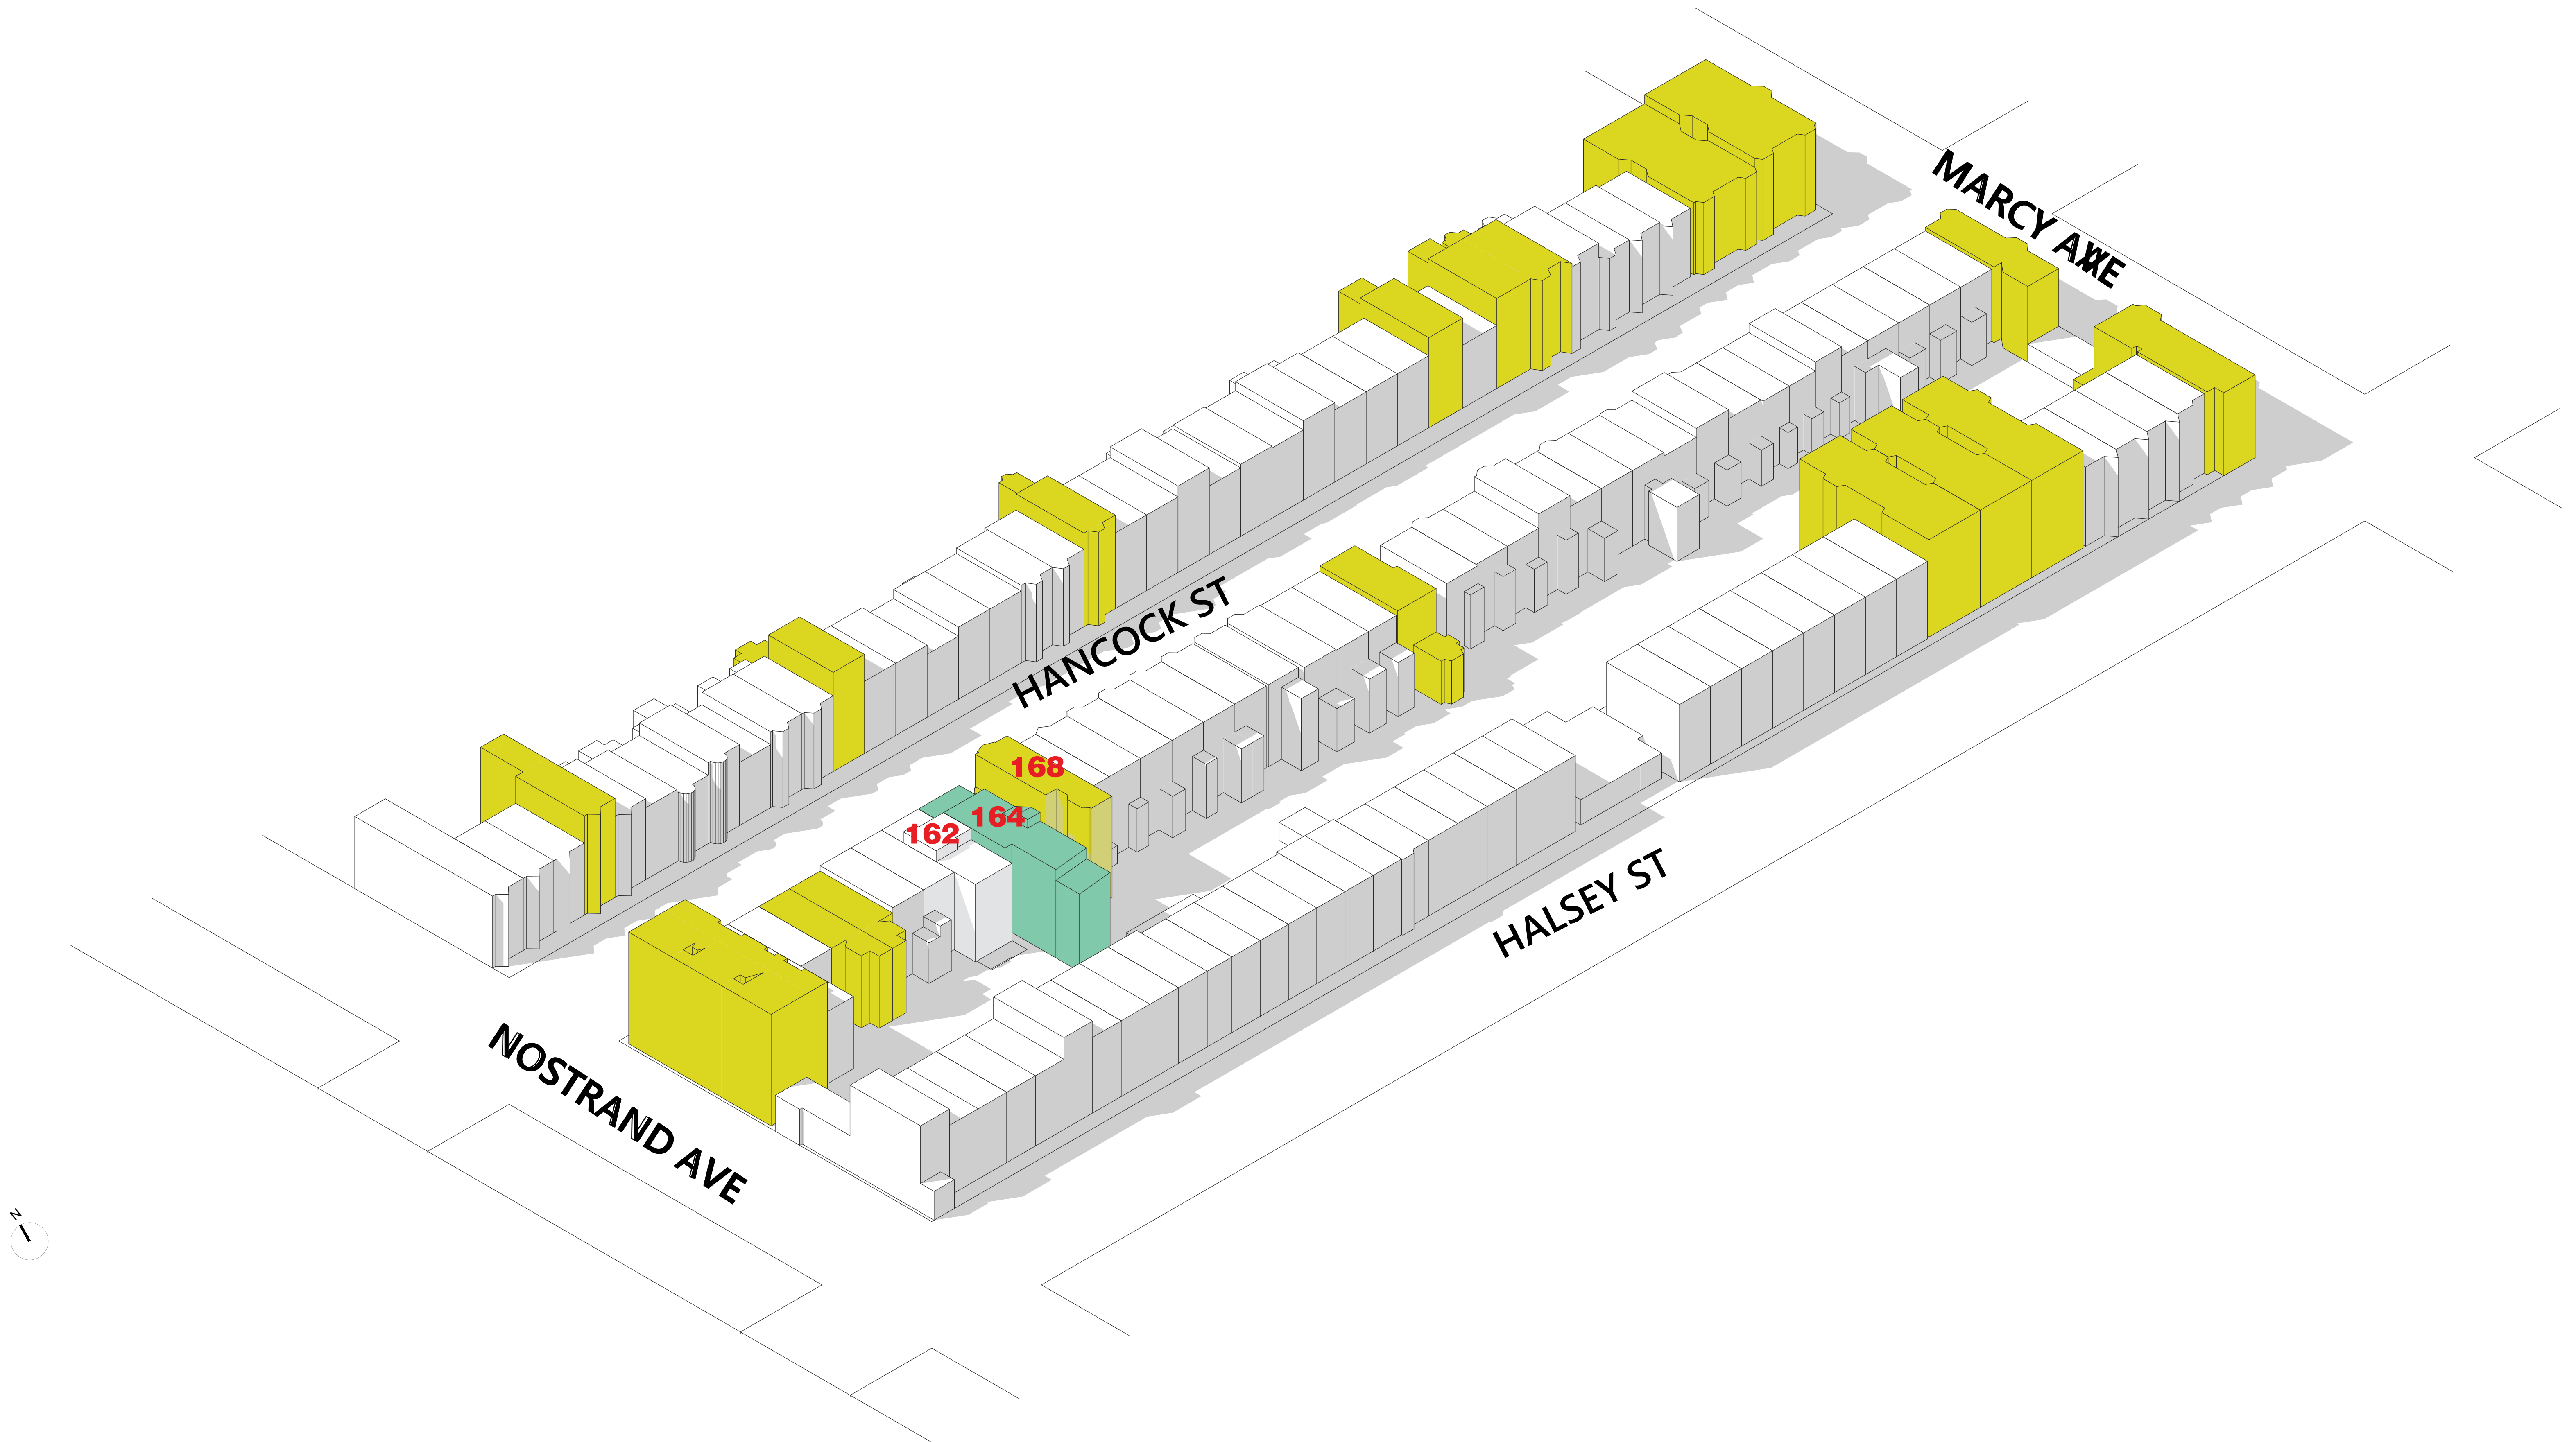 MARCY AVE
HANCOCK ST
168
164
162
HALSEY ST
NOSTRAND AVE
N